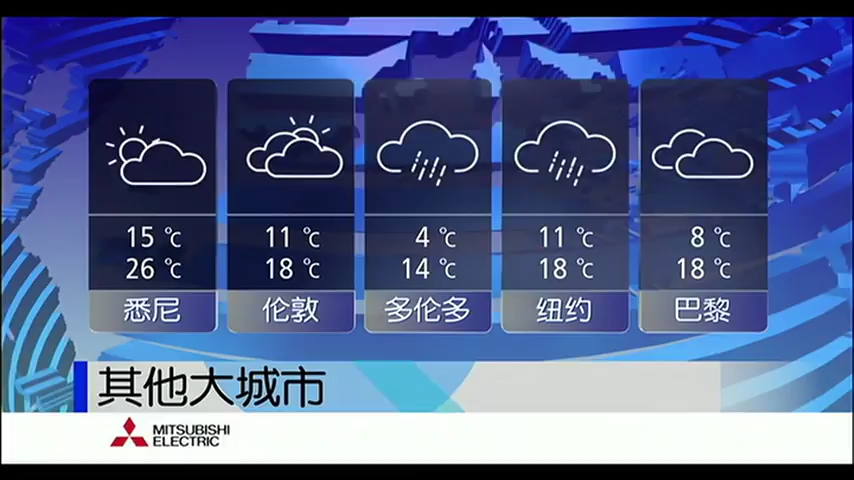 15 ℃ 11 ℃ 4 ℃ 11 ℃ 8 ℃
26 ℃ 18 ℃ 14 ℃ 18 ℃ 18 ℃
悉尼 伦敦 多伦多 纽约 巴黎
其他大城市
MITSUBISHI
ELECTRIC